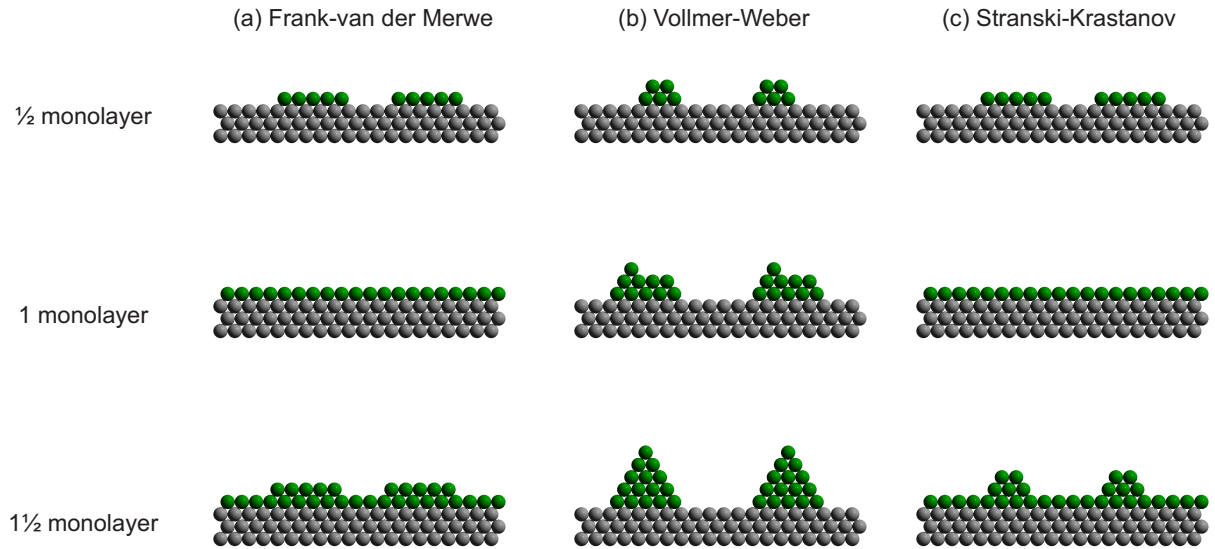 (a) Frank-van der Merwe
(b) Vollmer-Weber
(c) Stranski-Krastanov
½ monolayer
1 monolayer
1½ monolayer